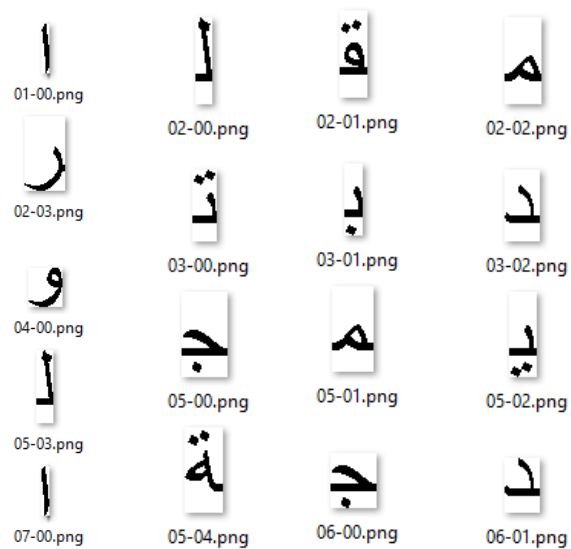 ا لـ قـ ـمـ
01-00.png 02-00.png 02-01.png 02-02.png
ـر تـ ـبـ ـد
02-03.png 03-00.png 03-01.png 03-02.png
و جـ ـمـ ـيـ
04-00.png 05-00.png 05-01.png 05-02.png
ـلـ ـة جـ ـد
05-03.png 05-04.png 06-00.png 06-01.png
ا
07-00.png